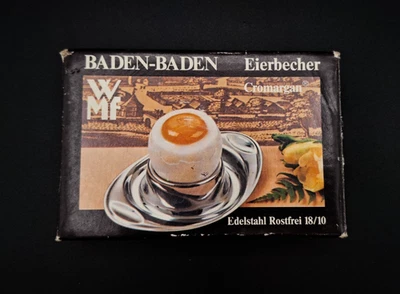 BADEN-BADEN Eierbecher
Cromargan
WMF
Edelstahl Rostfrei 18/10